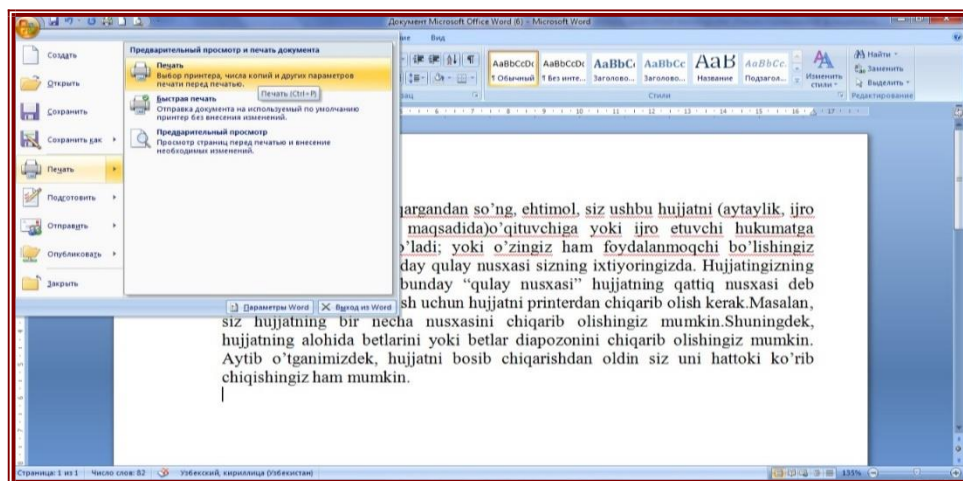 Документ Microsoft Office Word (6) - Microsoft Word
Вид
Найти
Заменить
Выделить
Редактирование
AaBbCcDc AaBbCcDc AaBbC AaBbCc АаВ AaBbCc.
¶ Обычный ¶ Без инте... Заголово... Заголово... Название Подзагол...
Изменить
стили
Стили
Создать
Открыть
Сохранить
Сохранить как
Печать
Подготовить
Отправить
Опубликовать
Закрыть
Предварительный просмотр и печать документа
Печать
Выбор принтера, числа копий и других параметров
печати перед печатью.
Печать (Ctrl+P)
Быстрая печать
Отправка документа на используемый по умолчанию
принтер без внесения изменений.
Предварительный просмотр
Просмотр страниц перед печатью и внесение
необходимых изменений.
Параметры Word
Выход из Word
qargandan so’ng, ehtimol, siz ushbu hujjatni (aytaylik, ijro
maqsadida)o’qituvchiga yoki ijro etuvchi hukumatga
o’ladi; yoki o’zingiz ham foydalanmoqchi bo’lishingiz
day qulay nusxasi sizning ixtiyoringizda. Hujjatingizning
bunday “qulay nusxasi” hujjatning qattiq nusxasi deb
sh uchun hujjatni printerdan chiqarib olish kerak.Masalan,
siz hujjatning bir necha nusxasini chiqarib olishingiz mumkin.Shuningdek,
hujjatning alohida betlarini yoki betlar diapozonini chiqarib olishingiz mumkin.
Aytib o’tganimizdek, hujjatni bosib chiqarishdan oldin siz uni hattoki ko’rib
chiqishingiz ham mumkin.
Страница: 1 из 1 Число слов: 82 Узбекский, кириллица (Узбекистан) 135%